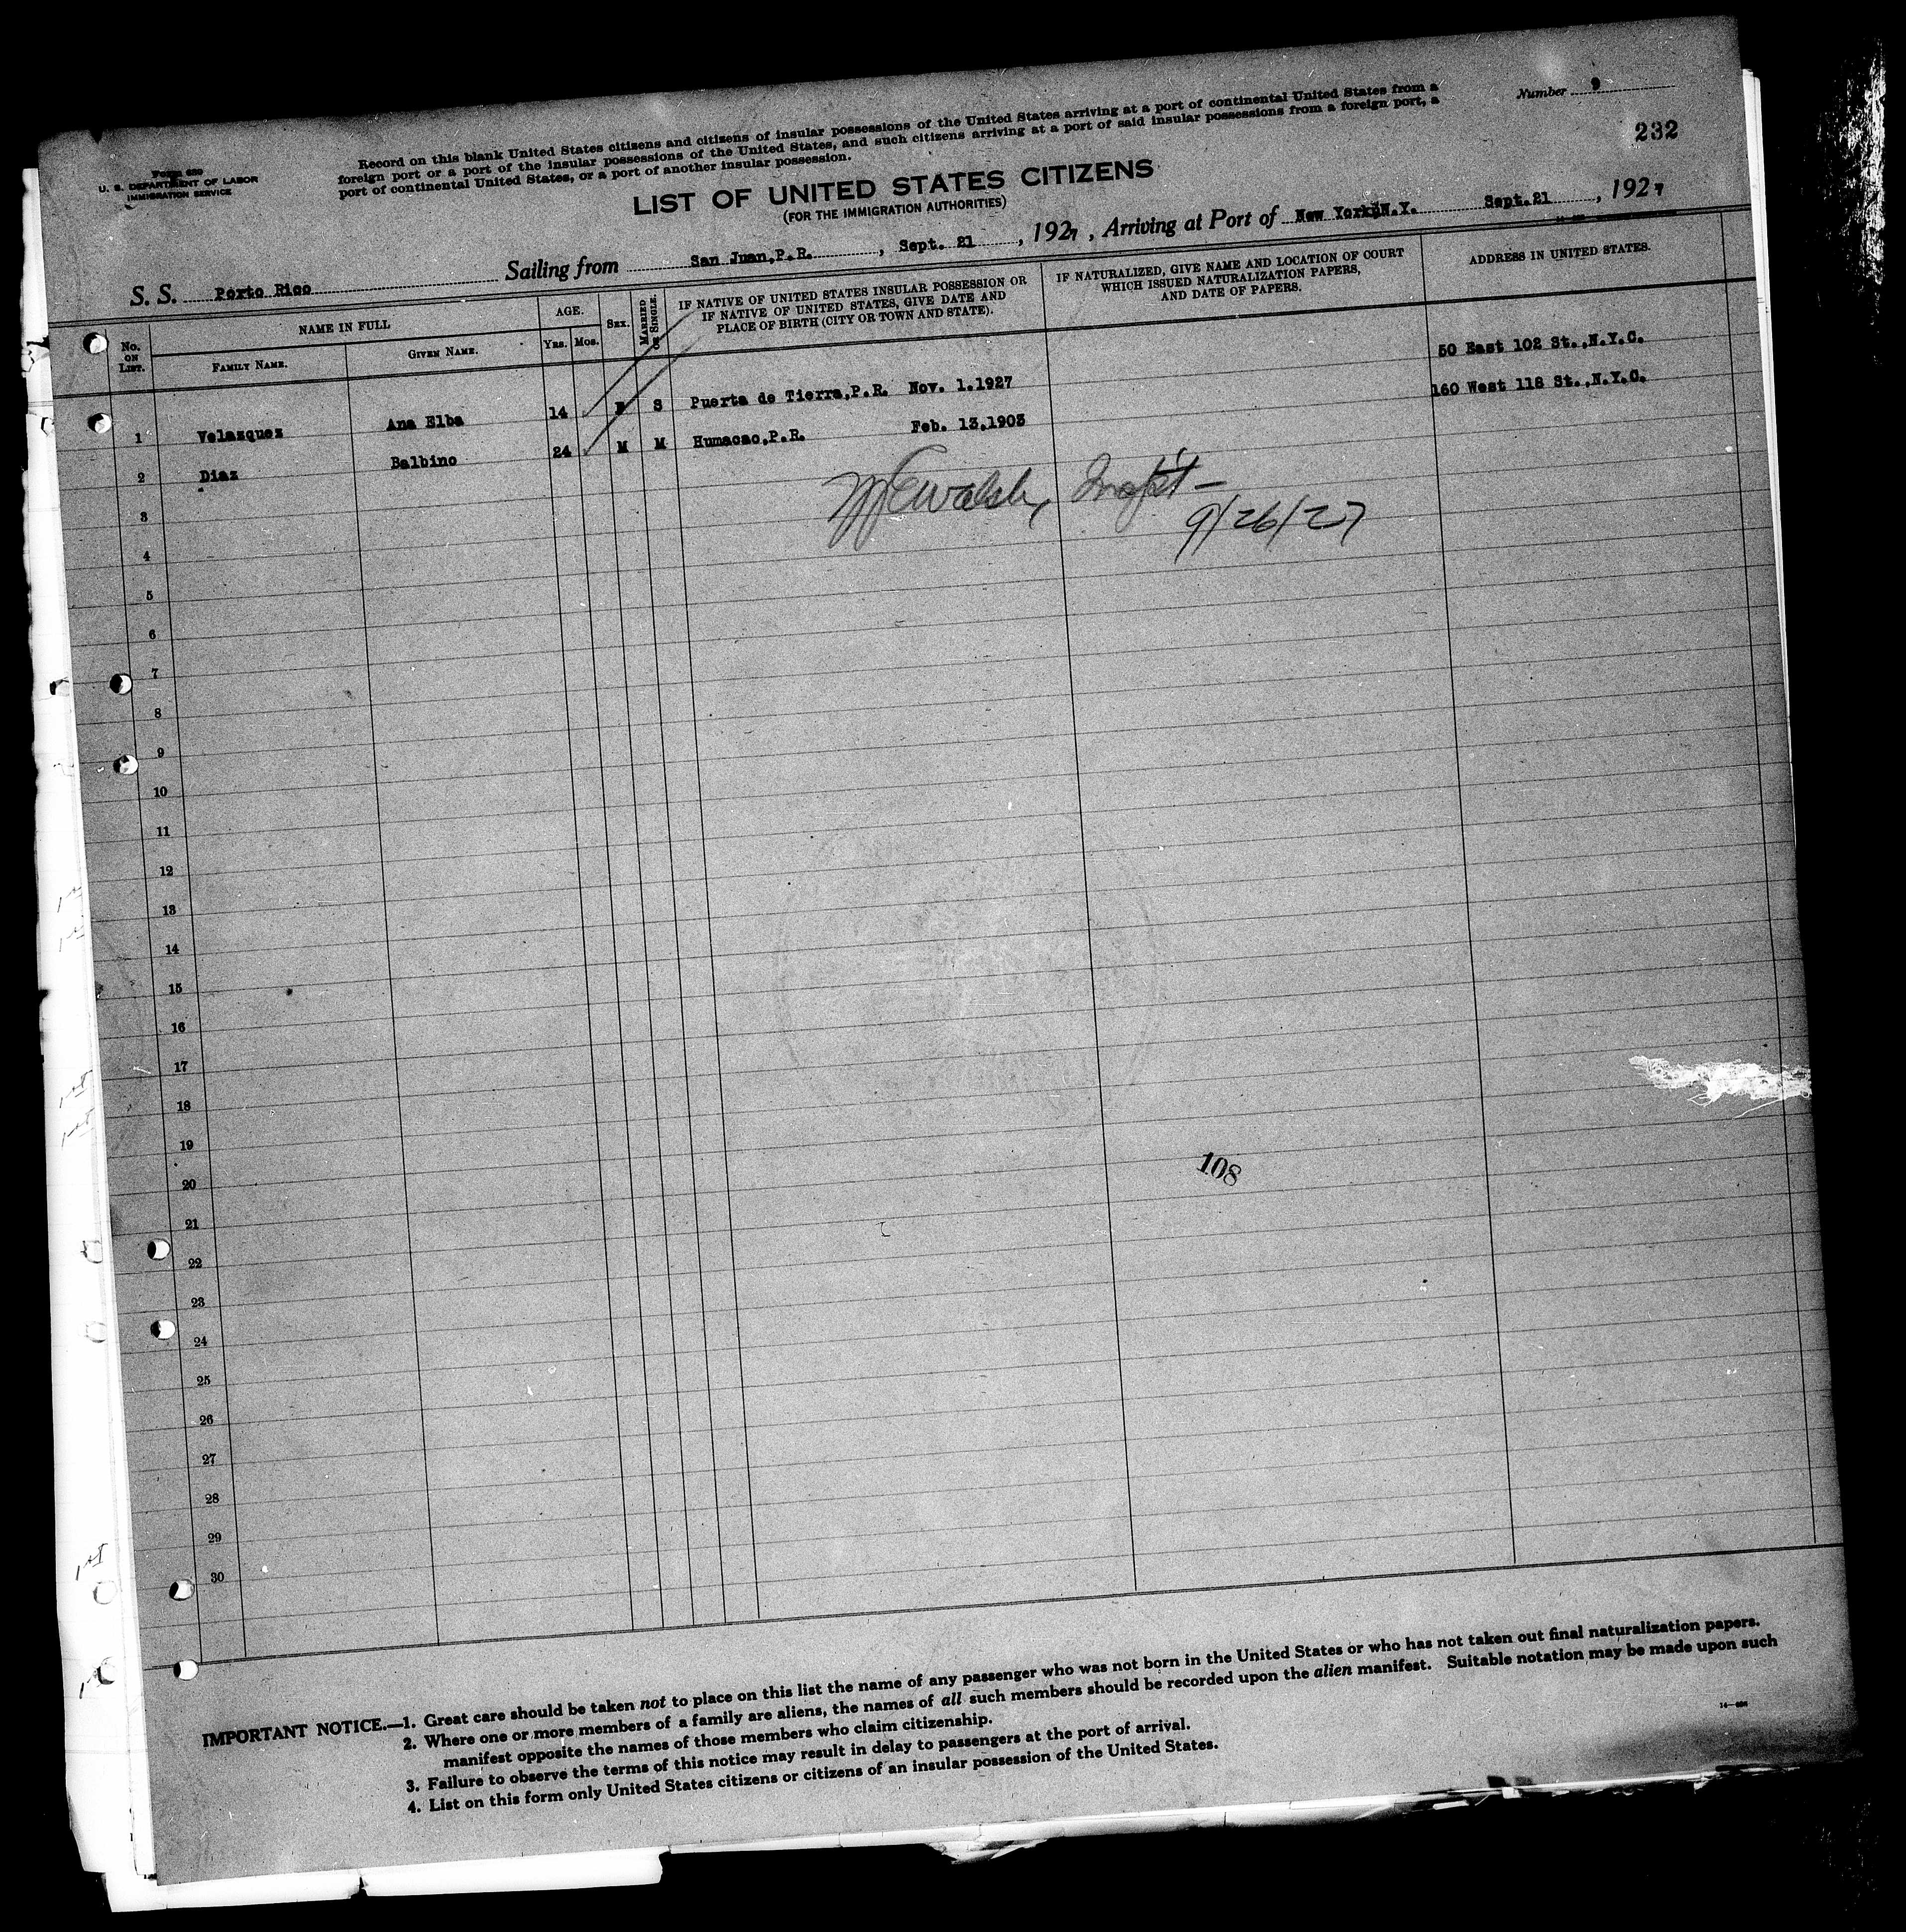 Number 9
232
Form 630
U. S. DEPARTMENT OF LABOR
IMMIGRATION SERVICE
Record on this blank United States citizens and citizens of insular possessions of the United States arriving at a port of continental United States from a
foreign port or a port of the insular possessions of the United States, and such citizens arriving at a port of said insular possessions from a foreign port, a
port of continental United States, or a port of another insular possession.
LIST OF UNITED STATES CITIZENS
(FOR THE IMMIGRATION AUTHORITIES)
S. S. Porto Rico Sailing from San Juan,P.R. , Sept. 21 , 1927 , Arriving at Port of New York,N.Y. Sept.21 , 1927
No. ON LIST. NAME IN FULL AGE. SEX. MARRIED OR SINGLE. IF NATIVE OF UNITED STATES INSULAR POSSESSION OR IF NATIVE OF UNITED STATES, GIVE DATE AND PLACE OF BIRTH (CITY OR TOWN AND STATE). IF NATURALIZED, GIVE NAME AND LOCATION OF COURT WHICH ISSUED NATURALIZATION PAPERS, AND DATE OF PAPERS. ADDRESS IN UNITED STATES.
FAMILY NAME. GIVEN NAME. YRS. MOS.
1 Velazquez Ana Elba 14 F S Puerta de Tierra,P.R. Nov. 1.1927 50 East 102 St.,N.Y.C.
2 Diaz Balbino 24 M M Humacao,P.R. Feb. 13,1903 160 West 118 St.,N.Y.C.
Walsh,
9/26/27
3
4
5
6
7
8
9
10
11
12
13
14
15
16
17
18
19
108
20
21
22
23
24
25
26
27
28
29
30
IMPORTANT NOTICE.—1. Great care should be taken not to place on this list the name of any passenger who was not born in the United States or who has not taken out final naturalization papers.
2. Where one or more members of a family are aliens, the names of all such members should be recorded upon the alien manifest. Suitable notation may be made upon such
manifest opposite the names of those members who claim citizenship.
3. Failure to observe the terms of this notice may result in delay to passengers at the port of arrival.
4. List on this form only United States citizens or citizens of an insular possession of the United States.